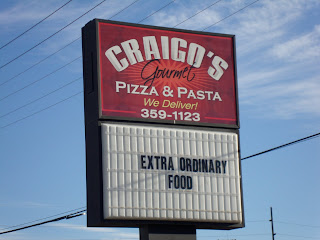 CRAIGO'S
Gourmet
PIZZA & PASTA
We Deliver!
359-1123
EXTRA ORDINARY
FOOD